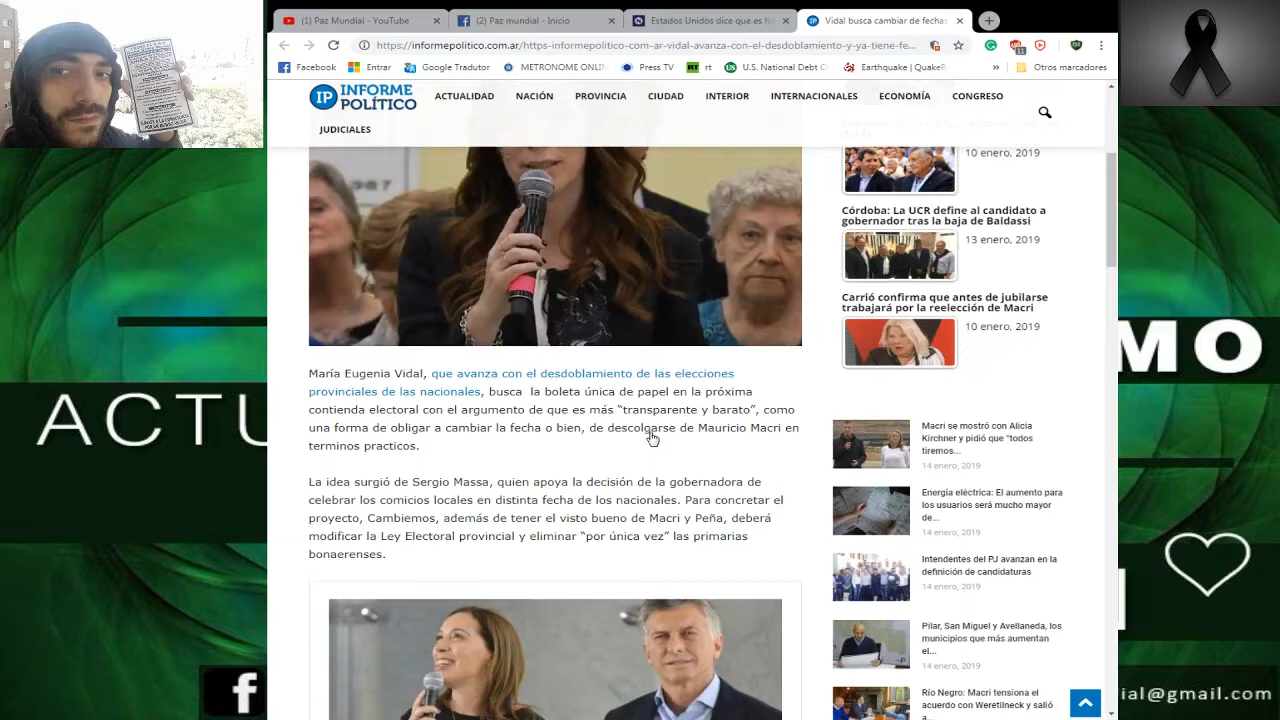 (1) Paz Mundial - YouTube
(2) Paz mundial - Inicio
Estados Unidos dice que es h
Vidal busca cambiar de fechas
https://informepolitico.com.ar/https-informepolitico-com-ar-vidal-avanza-con-el-desdoblamiento-y-ya-tiene-fe...
Facebook
Entrar
Google Tradutor
METRONOME ONLI
Press TV
RT
rt
U.S. National Debt C
Earthquake | QuakeR
»
Otros marcadores
IP INFORME
POLÍTICO
ACTUALIDAD
NACIÓN
PROVINCIA
CIUDAD
INTERIOR
INTERNACIONALES
ECONOMÍA
CONGRESO
JUDICIALES
10 enero, 2019
Córdoba: La UCR define al candidato a
gobernador tras la baja de Baldassi
13 enero, 2019
Carrió confirma que antes de jubilarse
trabajará por la reelección de Macri
10 enero, 2019
María Eugenia Vidal, que avanza con el desdoblamiento de las elecciones
provinciales de las nacionales, busca la boleta única de papel en la próxima
contienda electoral con el argumento de que es más “transparente y barato”, como
una forma de obligar a cambiar la fecha o bien, de descolgarse de Mauricio Macri en
terminos practicos.
La idea surgió de Sergio Massa, quien apoya la decisión de la gobernadora de
celebrar los comicios locales en distinta fecha de los nacionales. Para concretar el
proyecto, Cambiemos, además de tener el visto bueno de Macri y Peña, deberá
modificar la Ley Electoral provincial y eliminar “por única vez” las primarias
bonaerenses.
Macri se mostró con Alicia
Kirchner y pidió que “todos
tiremos...
14 enero, 2019
Energía eléctrica: El aumento para
los usuarios será mucho mayor
de...
14 enero, 2019
Intendentes del PJ avanzan en la
definición de candidaturas
14 enero, 2019
Pilar, San Miguel y Avellaneda, los
municipios que más aumentan
el...
14 enero, 2019
Río Negro: Macri tensiona el
acuerdo con Weretilneck y salió
a...
ACTU
MO
f
ial@gmail.com